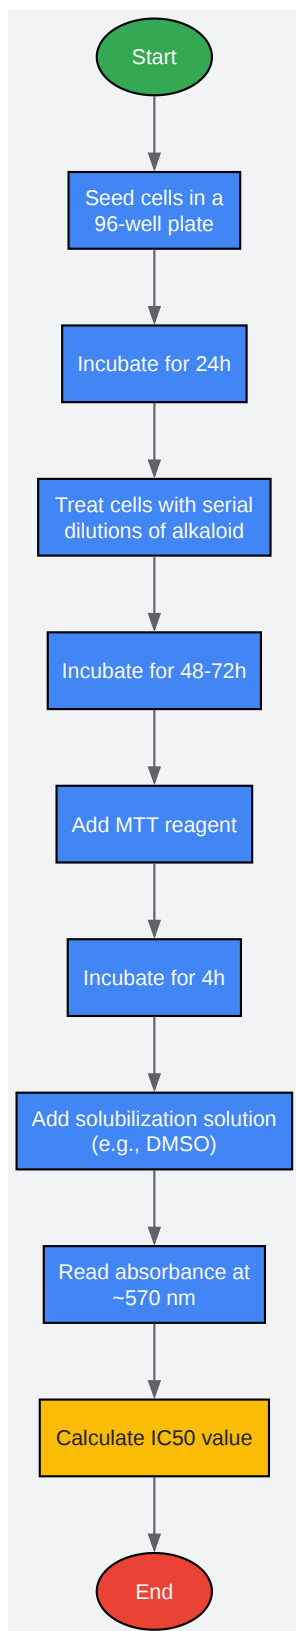 Start
Seed cells in a
96-well plate
Incubate for 24h
Treat cells with serial
dilutions of alkaloid
Incubate for 48-72h
Add MTT reagent
Incubate for 4h
Add solubilization solution
(e.g., DMSO)
Read absorbance at
~570 nm
Calculate IC50 value
End